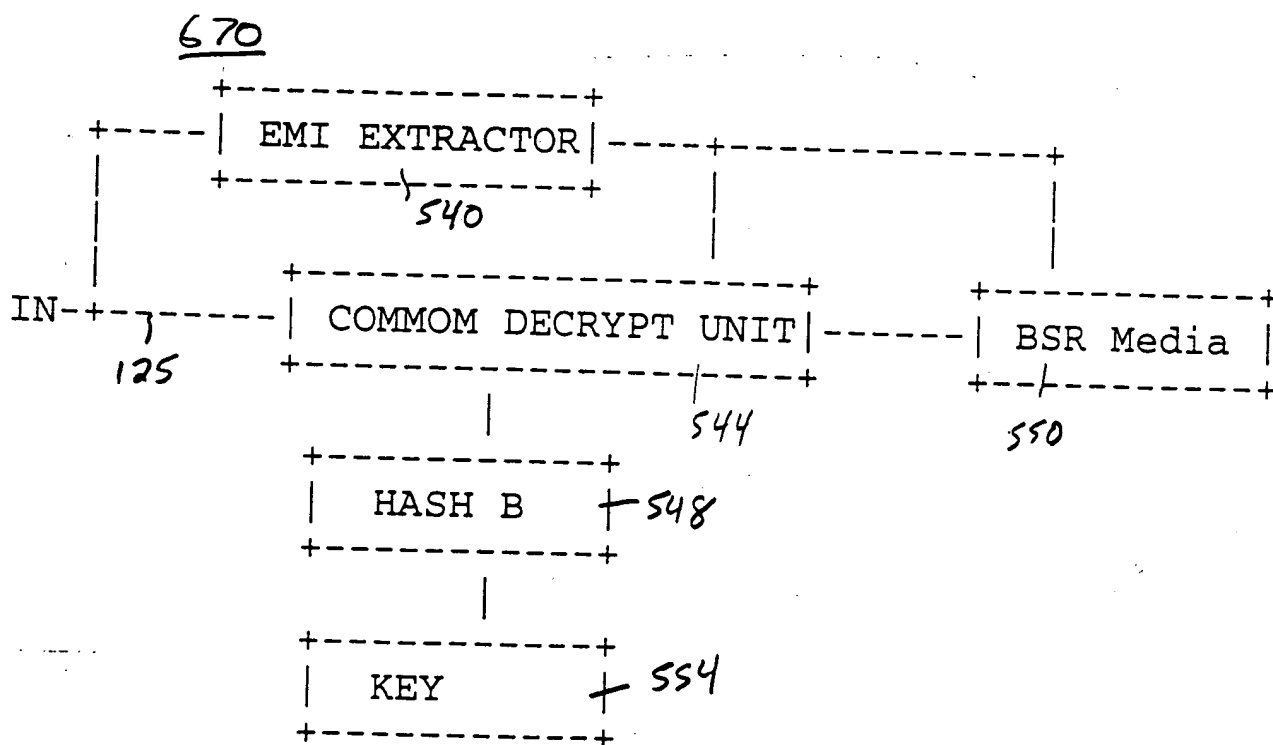 670
EMI EXTRACTOR
540
IN
COMMOM DECRYPT UNIT
BSR Media
125
544
550
HASH B
548
KEY
554